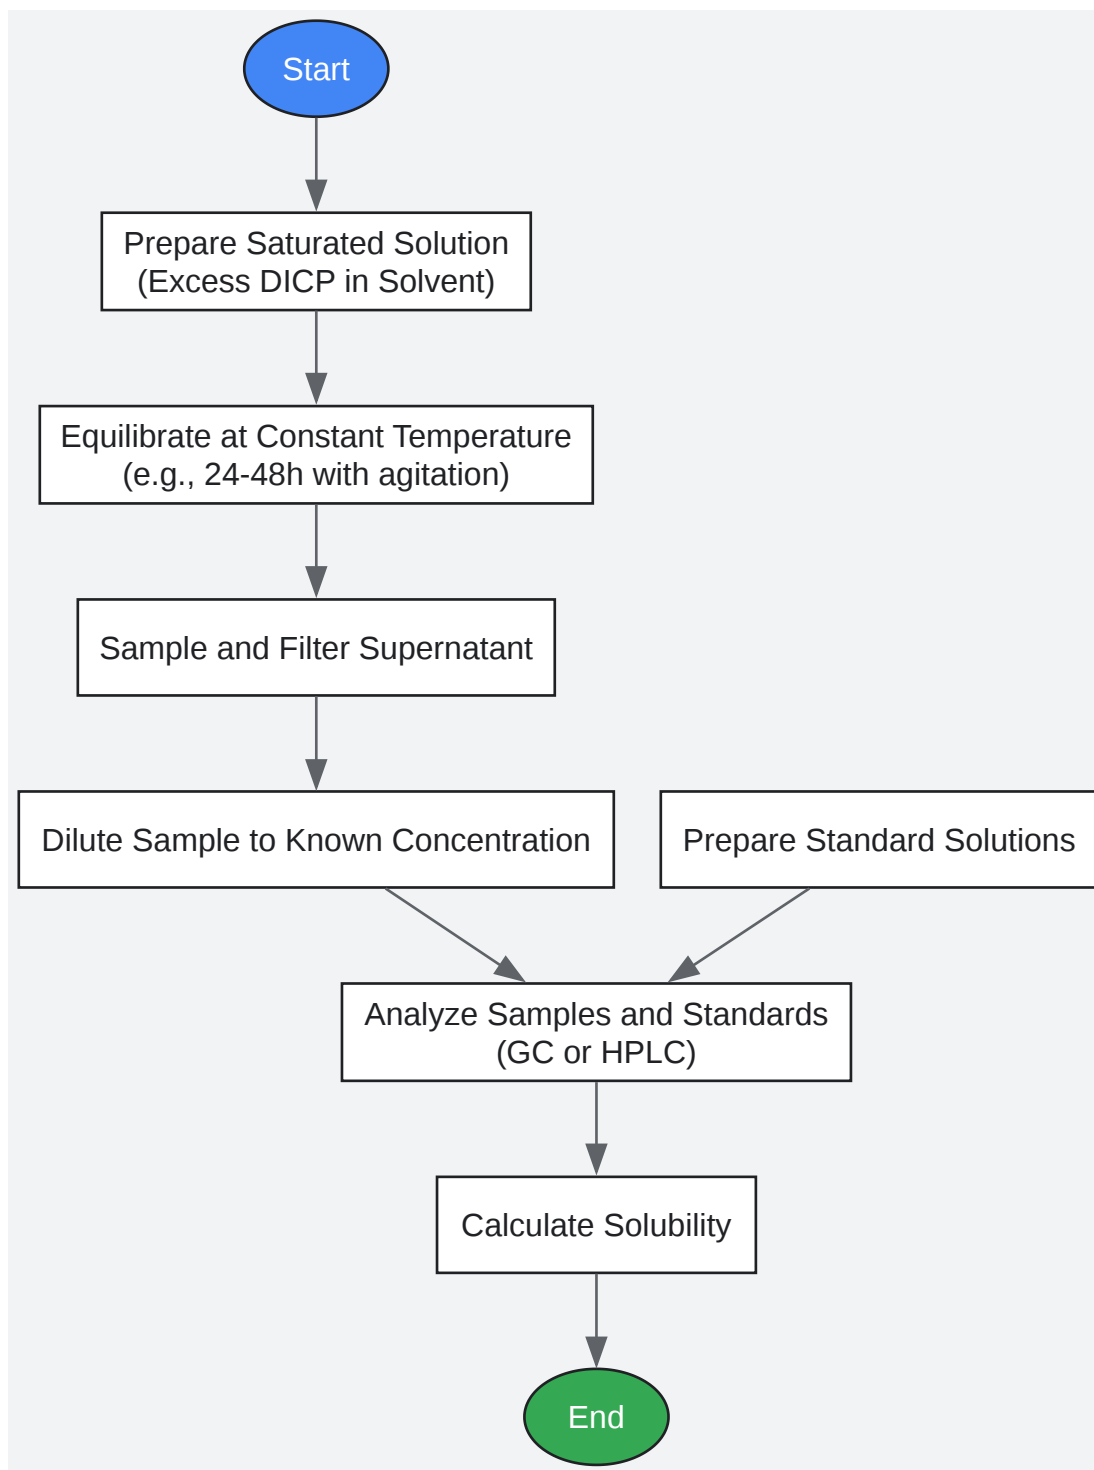 Start
Prepare Saturated Solution
(Excess DICP in Solvent)
Equilibrate at Constant Temperature
(e.g., 24-48h with agitation)
Sample and Filter Supernatant
Dilute Sample to Known Concentration
Prepare Standard Solutions
Analyze Samples and Standards
(GC or HPLC)
Calculate Solubility
End